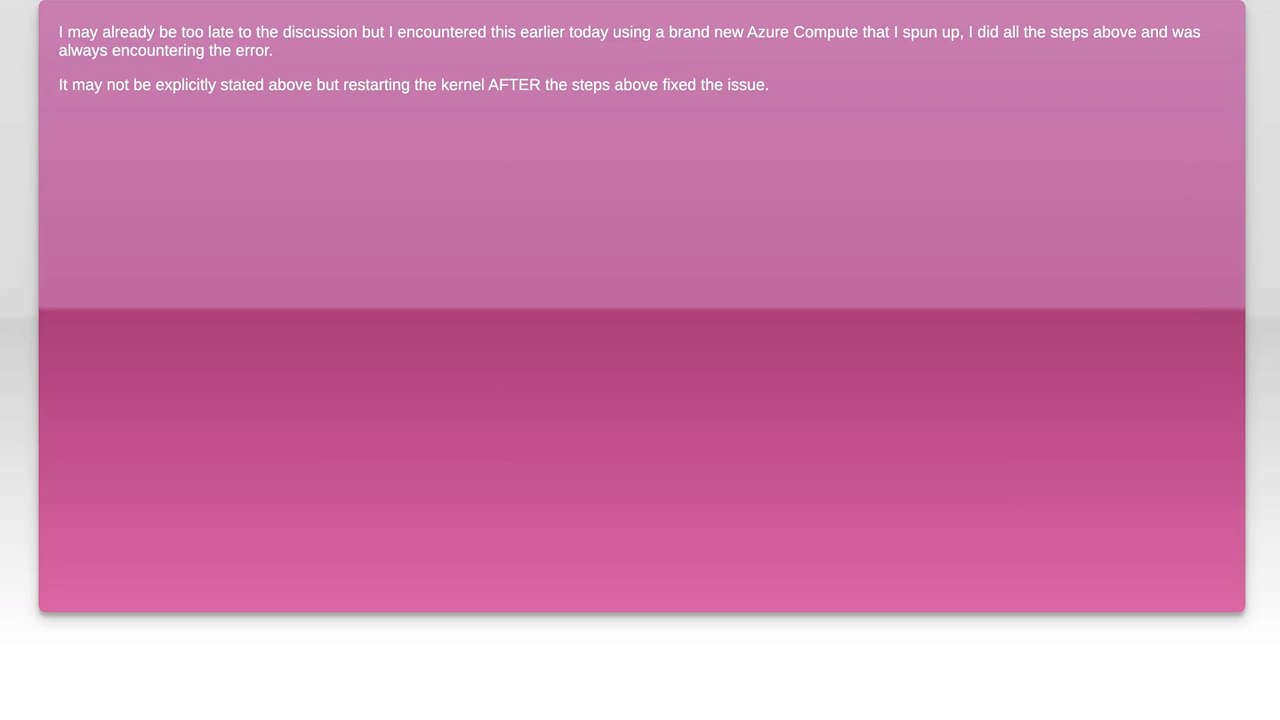 I may already be too late to the discussion but I encountered this earlier today using a brand new Azure Compute that I spun up, I did all the steps above and was
always encountering the error.
It may not be explicitly stated above but restarting the kernel AFTER the steps above fixed the issue.